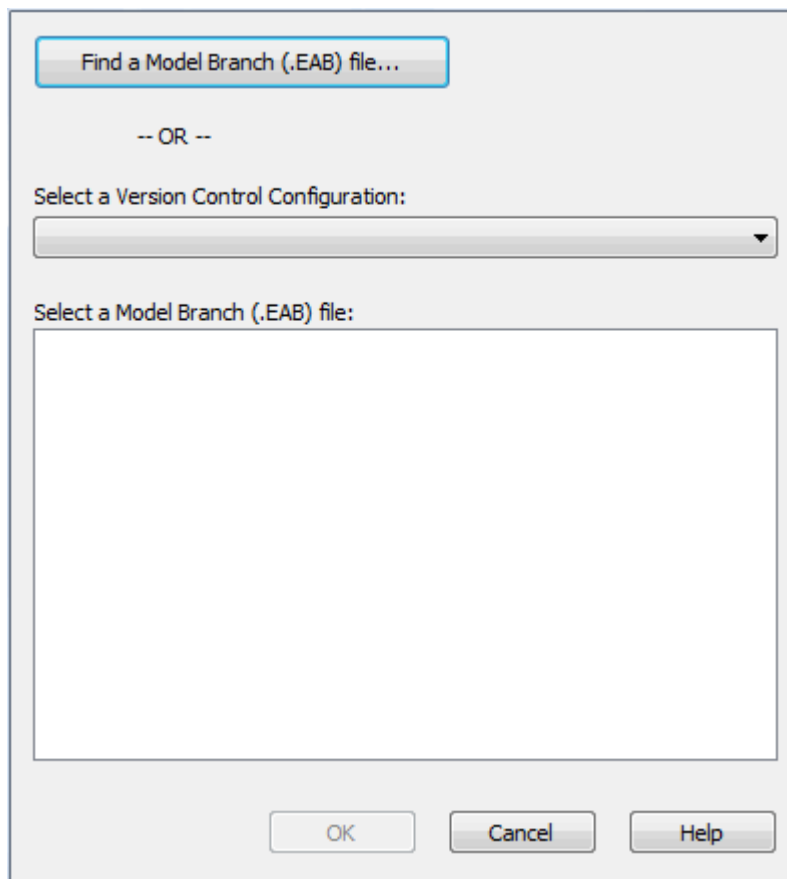 Find a Model Branch (.EAB) file...
-- OR --
Select a Version Control Configuration:
Select a Model Branch (.EAB) file:
OK Cancel Help